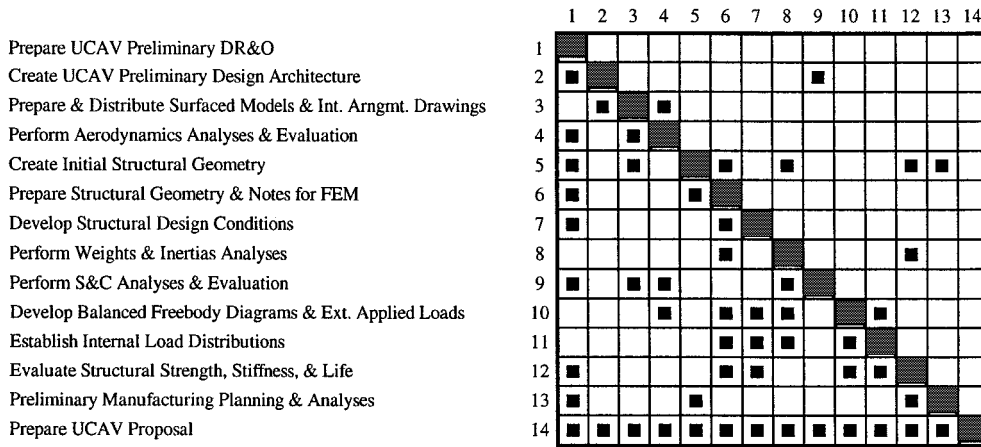 1 2 3 4 5 6 7 8 9 10 11 12 13 14
Prepare UCAV Preliminary DR&O 1
Create UCAV Preliminary Design Architecture 2
Prepare & Distribute Surfaced Models & Int. Arngmt. Drawings 3
Perform Aerodynamics Analyses & Evaluation 4
Create Initial Structural Geometry 5
Prepare Structural Geometry & Notes for FEM 6
Develop Structural Design Conditions 7
Perform Weights & Inertias Analyses 8
Perform S&C Analyses & Evaluation 9
Develop Balanced Freebody Diagrams & Ext. Applied Loads 10
Establish Internal Load Distributions 11
Evaluate Structural Strength, Stiffness, & Life 12
Preliminary Manufacturing Planning & Analyses 13
Prepare UCAV Proposal 14